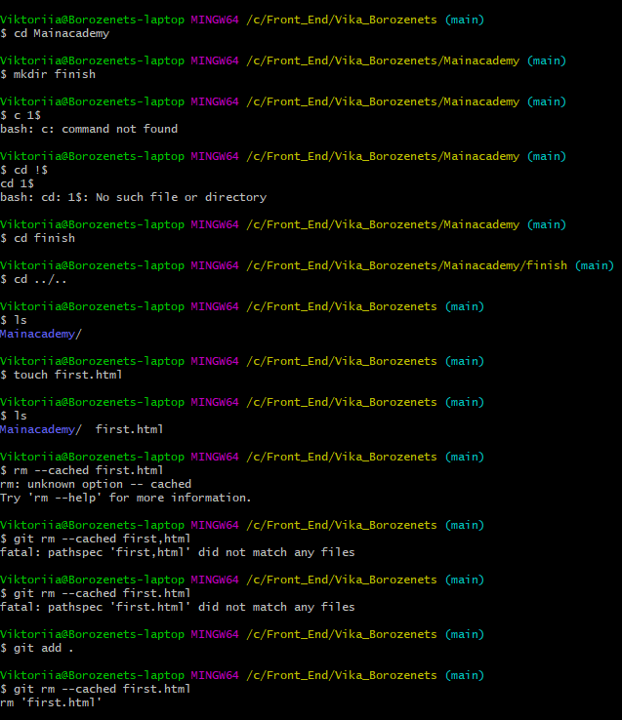 Viktoriia@Borozenets-laptop MINGW64 /c/Front_End/Vika_Borozenets (main)
$ cd Mainacademy
Viktoriia@Borozenets-laptop MINGW64 /c/Front_End/Vika_Borozenets/Mainacademy (main)
$ mkdir finish
Viktoriia@Borozenets-laptop MINGW64 /c/Front_End/Vika_Borozenets/Mainacademy (main)
$ c 1$
bash: c: command not found
Viktoriia@Borozenets-laptop MINGW64 /c/Front_End/Vika_Borozenets/Mainacademy (main)
$ cd !$
cd 1$
bash: cd: 1$: No such file or directory
Viktoriia@Borozenets-laptop MINGW64 /c/Front_End/Vika_Borozenets/Mainacademy (main)
$ cd finish
Viktoriia@Borozenets-laptop MINGW64 /c/Front_End/Vika_Borozenets/Mainacademy/finish (main)
$ cd ../..
Viktoriia@Borozenets-laptop MINGW64 /c/Front_End/Vika_Borozenets (main)
$ ls
Mainacademy/
Viktoriia@Borozenets-laptop MINGW64 /c/Front_End/Vika_Borozenets (main)
$ touch first.html
Viktoriia@Borozenets-laptop MINGW64 /c/Front_End/Vika_Borozenets (main)
$ ls
Mainacademy/  first.html
Viktoriia@Borozenets-laptop MINGW64 /c/Front_End/Vika_Borozenets (main)
$ rm --cached first.html
rm: unknown option -- cached
Try 'rm --help' for more information.
Viktoriia@Borozenets-laptop MINGW64 /c/Front_End/Vika_Borozenets (main)
$ git rm --cached first,html
fatal: pathspec 'first,html' did not match any files
Viktoriia@Borozenets-laptop MINGW64 /c/Front_End/Vika_Borozenets (main)
$ git rm --cached first.html
fatal: pathspec 'first.html' did not match any files
Viktoriia@Borozenets-laptop MINGW64 /c/Front_End/Vika_Borozenets (main)
$ git add .
Viktoriia@Borozenets-laptop MINGW64 /c/Front_End/Vika_Borozenets (main)
$ git rm --cached first.html
rm 'first.html'